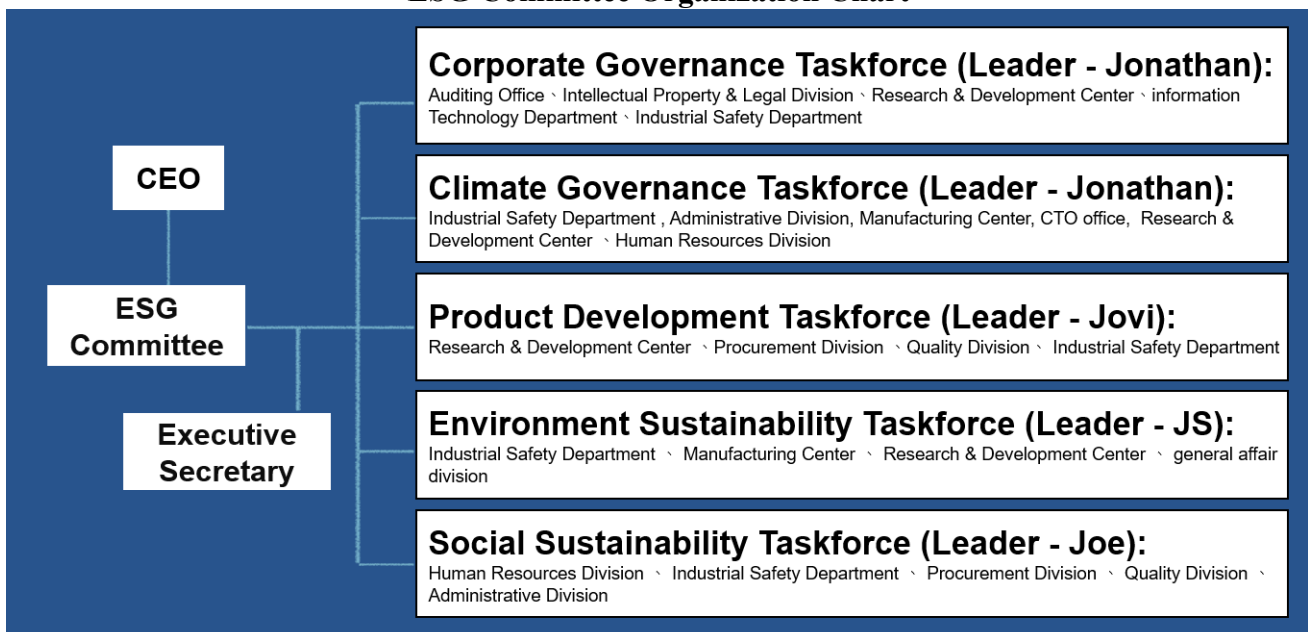 ESG Committee Organization Chart
CEO
ESG
Committee
Executive
Secretary
Corporate Governance Taskforce (Leader - Jonathan):
Auditing Office、Intellectual Property & Legal Division、Research & Development Center、information
Technology Department、Industrial Safety Department
Climate Governance Taskforce (Leader - Jonathan):
Industrial Safety Department , Administrative Division, Manufacturing Center, CTO office, Research &
Development Center 、Human Resources Division
Product Development Taskforce (Leader - Jovi):
Research & Development Center 、Procurement Division 、Quality Division、 Industrial Safety Department
Environment Sustainability Taskforce (Leader - JS):
Industrial Safety Department 、 Manufacturing Center 、 Research & Development Center 、 general affair
division
Social Sustainability Taskforce (Leader - Joe):
Human Resources Division 、 Industrial Safety Department 、 Procurement Division 、 Quality Division 、
Administrative Division